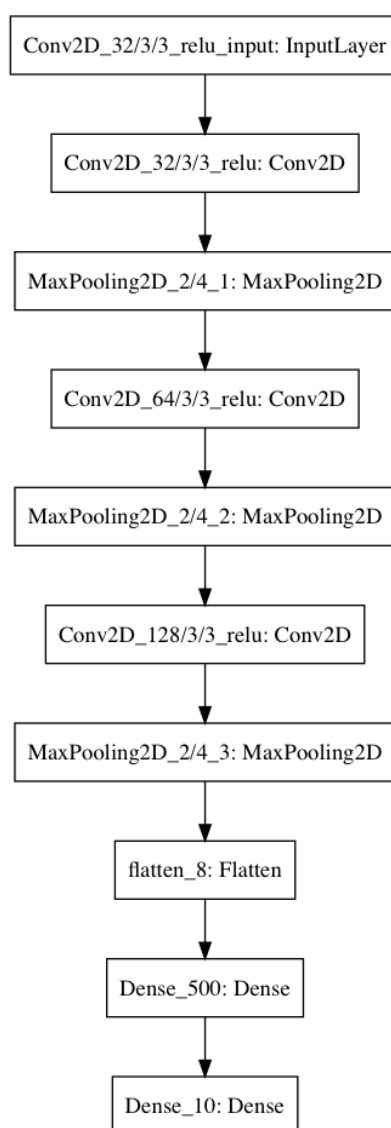 Conv2D_32/3/3_relu_input: InputLayer
Conv2D_32/3/3_relu: Conv2D
MaxPooling2D_2/4_1: MaxPooling2D
Conv2D_64/3/3_relu: Conv2D
MaxPooling2D_2/4_2: MaxPooling2D
Conv2D_128/3/3_relu: Conv2D
MaxPooling2D_2/4_3: MaxPooling2D
flatten_8: Flatten
Dense_500: Dense
Dense_10: Dense